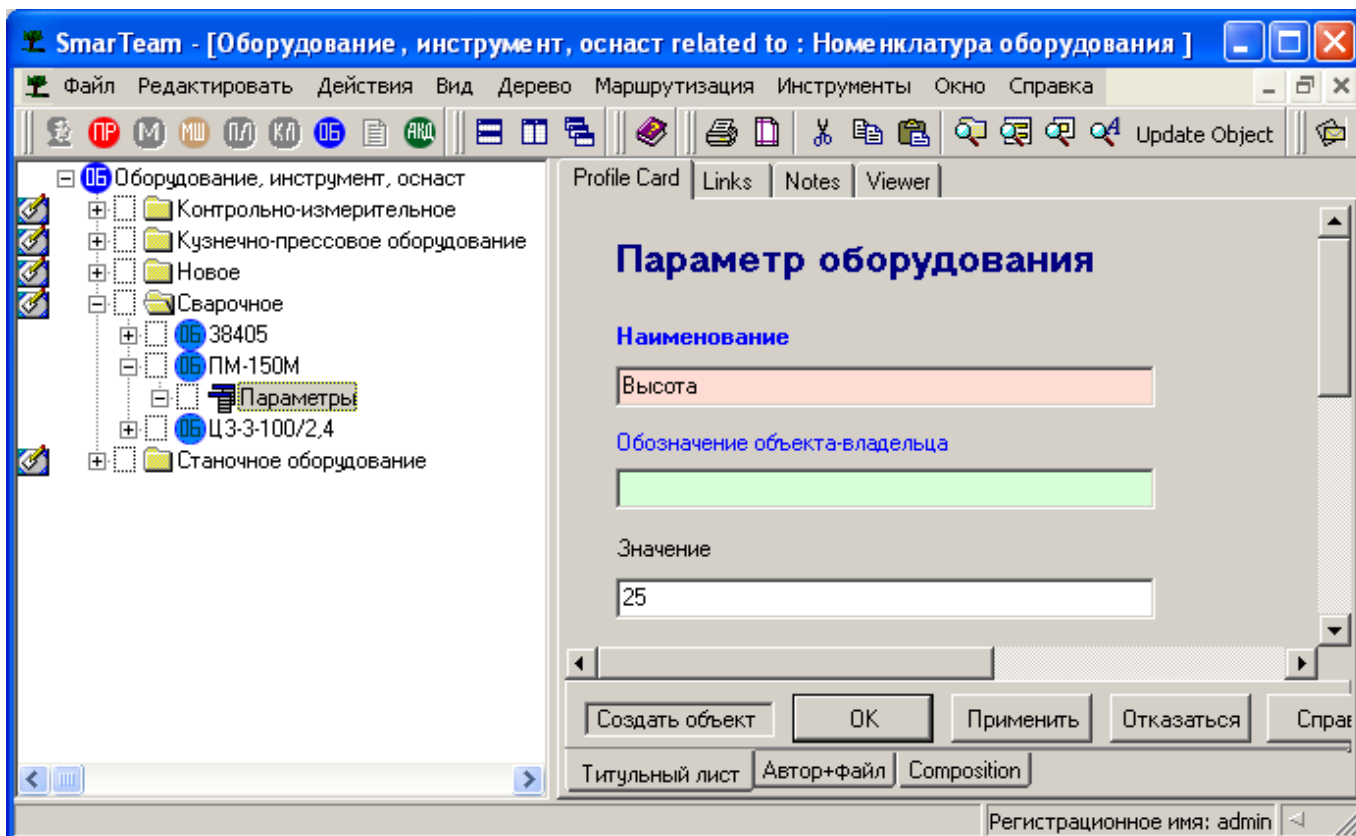 SmarTeam - [Оборудование , инструмент, оснаст related to : Номенклатура оборудования ]
Файл Редактировать Действия Вид Дерево Маршрутизация Инструменты Окно Справка
ПР М МШ ПЛ КЛ ОБ АКД Update Object
ОБ Оборудование, инструмент, оснаст
Контрольно-измерительное
Кузнечно-прессовое оборудование
Новое
Сварочное
ОБ 38405
ОБ ПМ-150М
Параметры
ОБ ЦЗ-3-100/2,4
Станочное оборудование
Profile Card Links Notes Viewer
Параметр оборудования
Наименование
Высота
Обозначение объекта-владельца
Значение
25
Создать объект OK Применить Отказаться Справ
Титульный лист Автор+Файл Composition
Регистрационное имя: admin